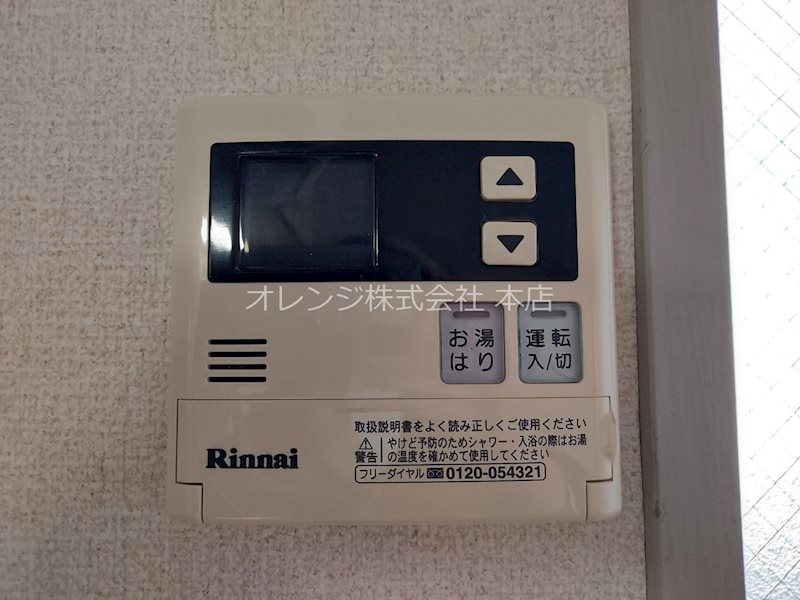 ▲
▼
オレンジ株式会社 本店
お湯
はり
運転
入/切
取扱説明書をよく読み正しくご使用ください
警告
やけど予防のためシャワー・入浴の際はお湯
の温度を確かめて使用してください
Rinnai
フリーダイヤル 0120-054321